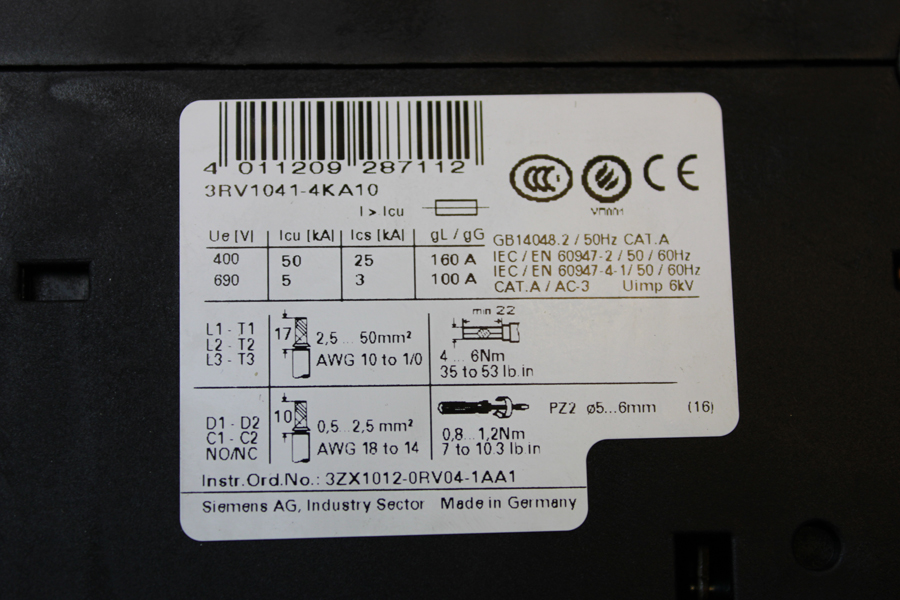 4 011209 287112
3RV1041-4KA10
I > Icu
Ue [V] Icu [kA] Ics [kA] gL / gG
400 50 25 160 A
690 5 3 100 A
CCC CE
GB14048.2 / 50Hz CAT.A
IEC / EN 60947-2 / 50 / 60Hz
IEC / EN 60947-4-1/ 50 / 60Hz
CAT.A / AC-3 Uimp 6kV
L1 - T1
L2 - T2
L3 - T3
17
2,5 ... 50mm²
AWG 10 to 1/0
min 22
4 ... 6Nm
35 to 53 lb.in
D1 - D2
C1 - C2
NO/NC
10
0,5...2,5 mm²
AWG 18 to 14
PZ2 ø5...6mm (16)
0,8...1,2Nm
7 to 10.3 lb.in
Instr.Ord.No.: 3ZX1012-0RV04-1AA1
Siemens AG, Industry Sector Made in Germany